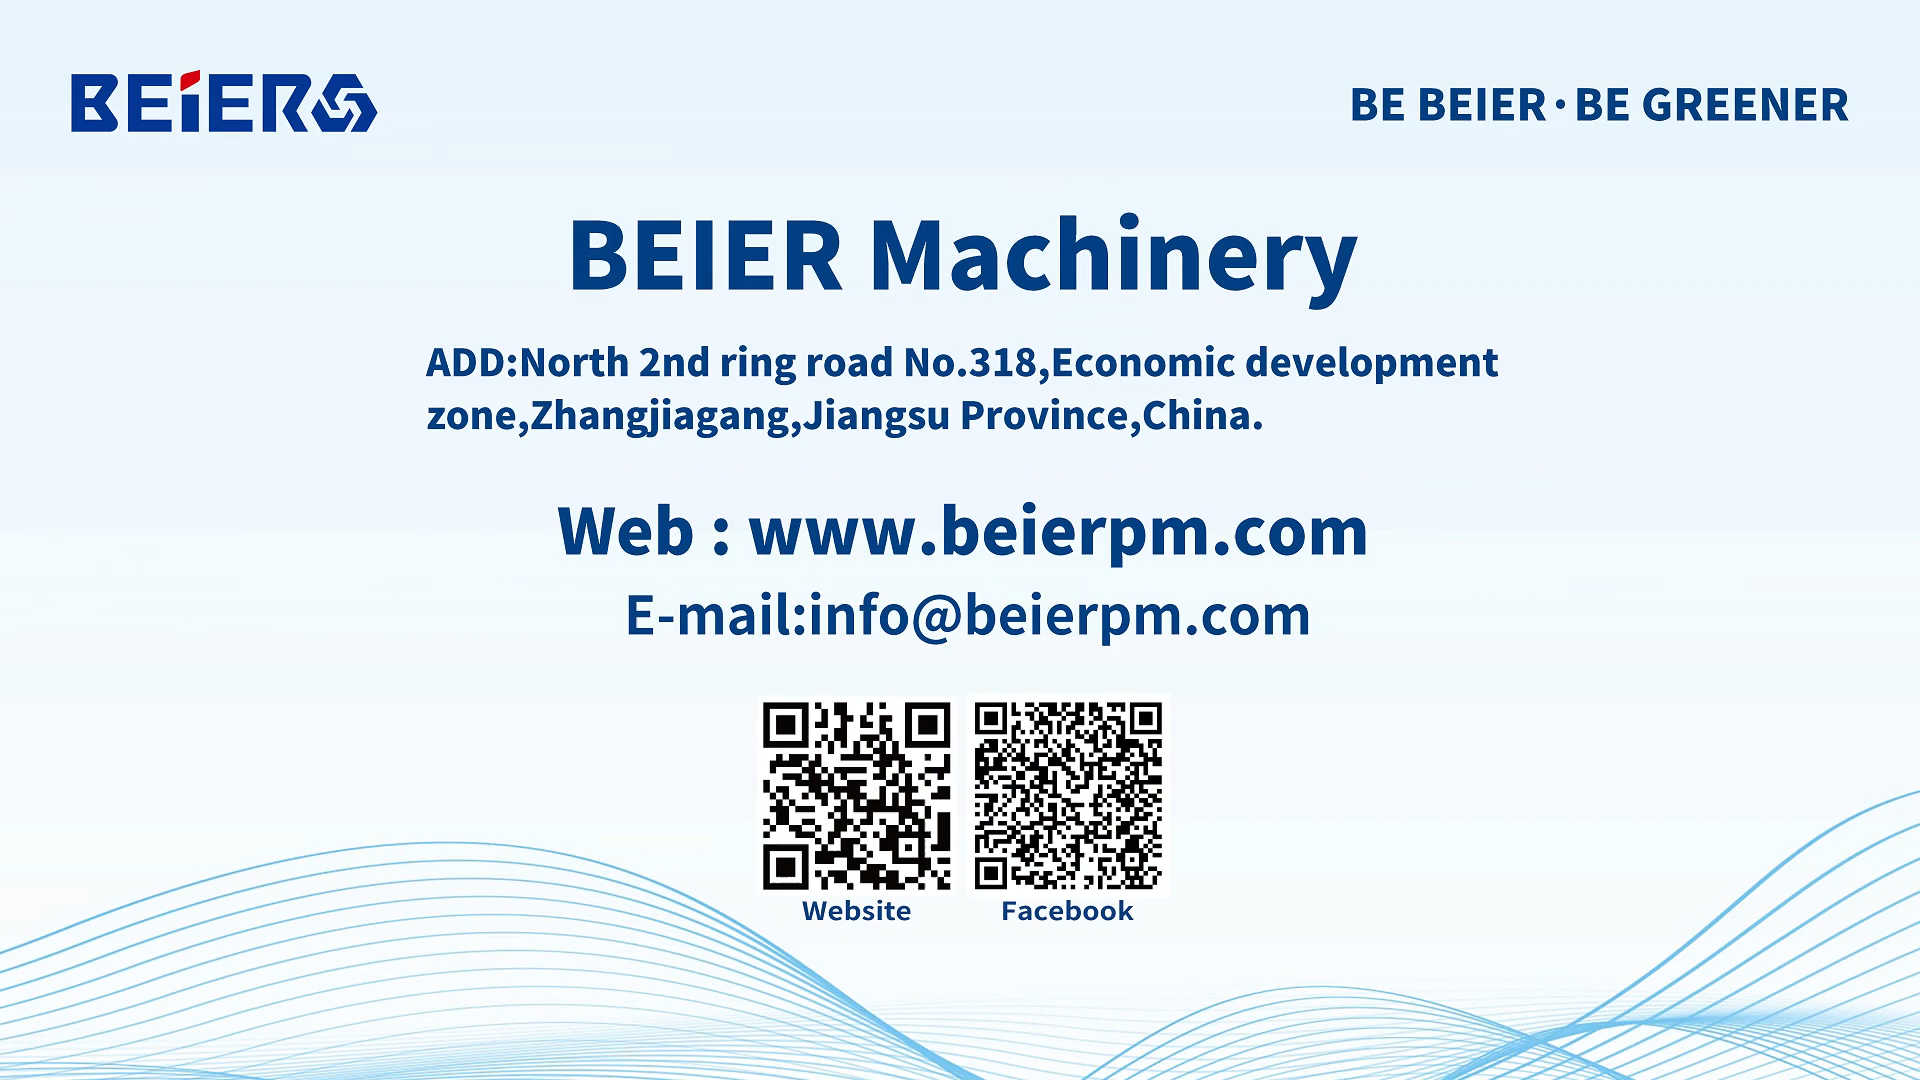 BEIER
BE BEIER·BE GREENER
BEIER Machinery
ADD:North 2nd ring road No.318,Economic development
zone,Zhangjiagang,Jiangsu Province,China.
Web : www.beierpm.com
E-mail:info@beierpm.com
Website
Facebook